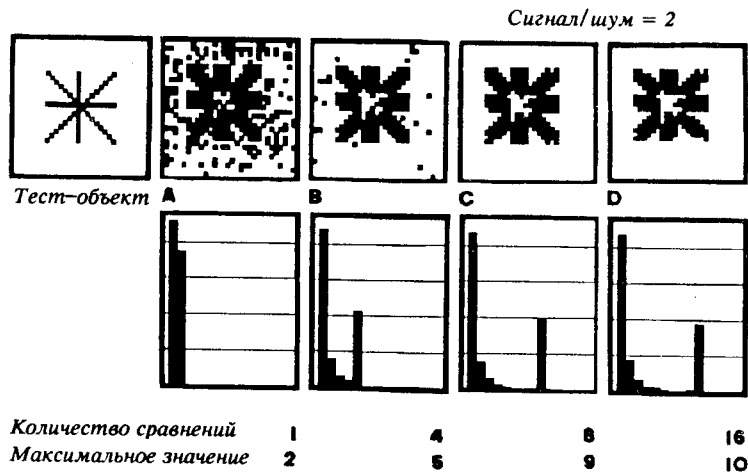 Сигнал/шум = 2
Тест-объект A B C D
Количество сравнений 1 4 8 16
Максимальное значение 2 5 9 10